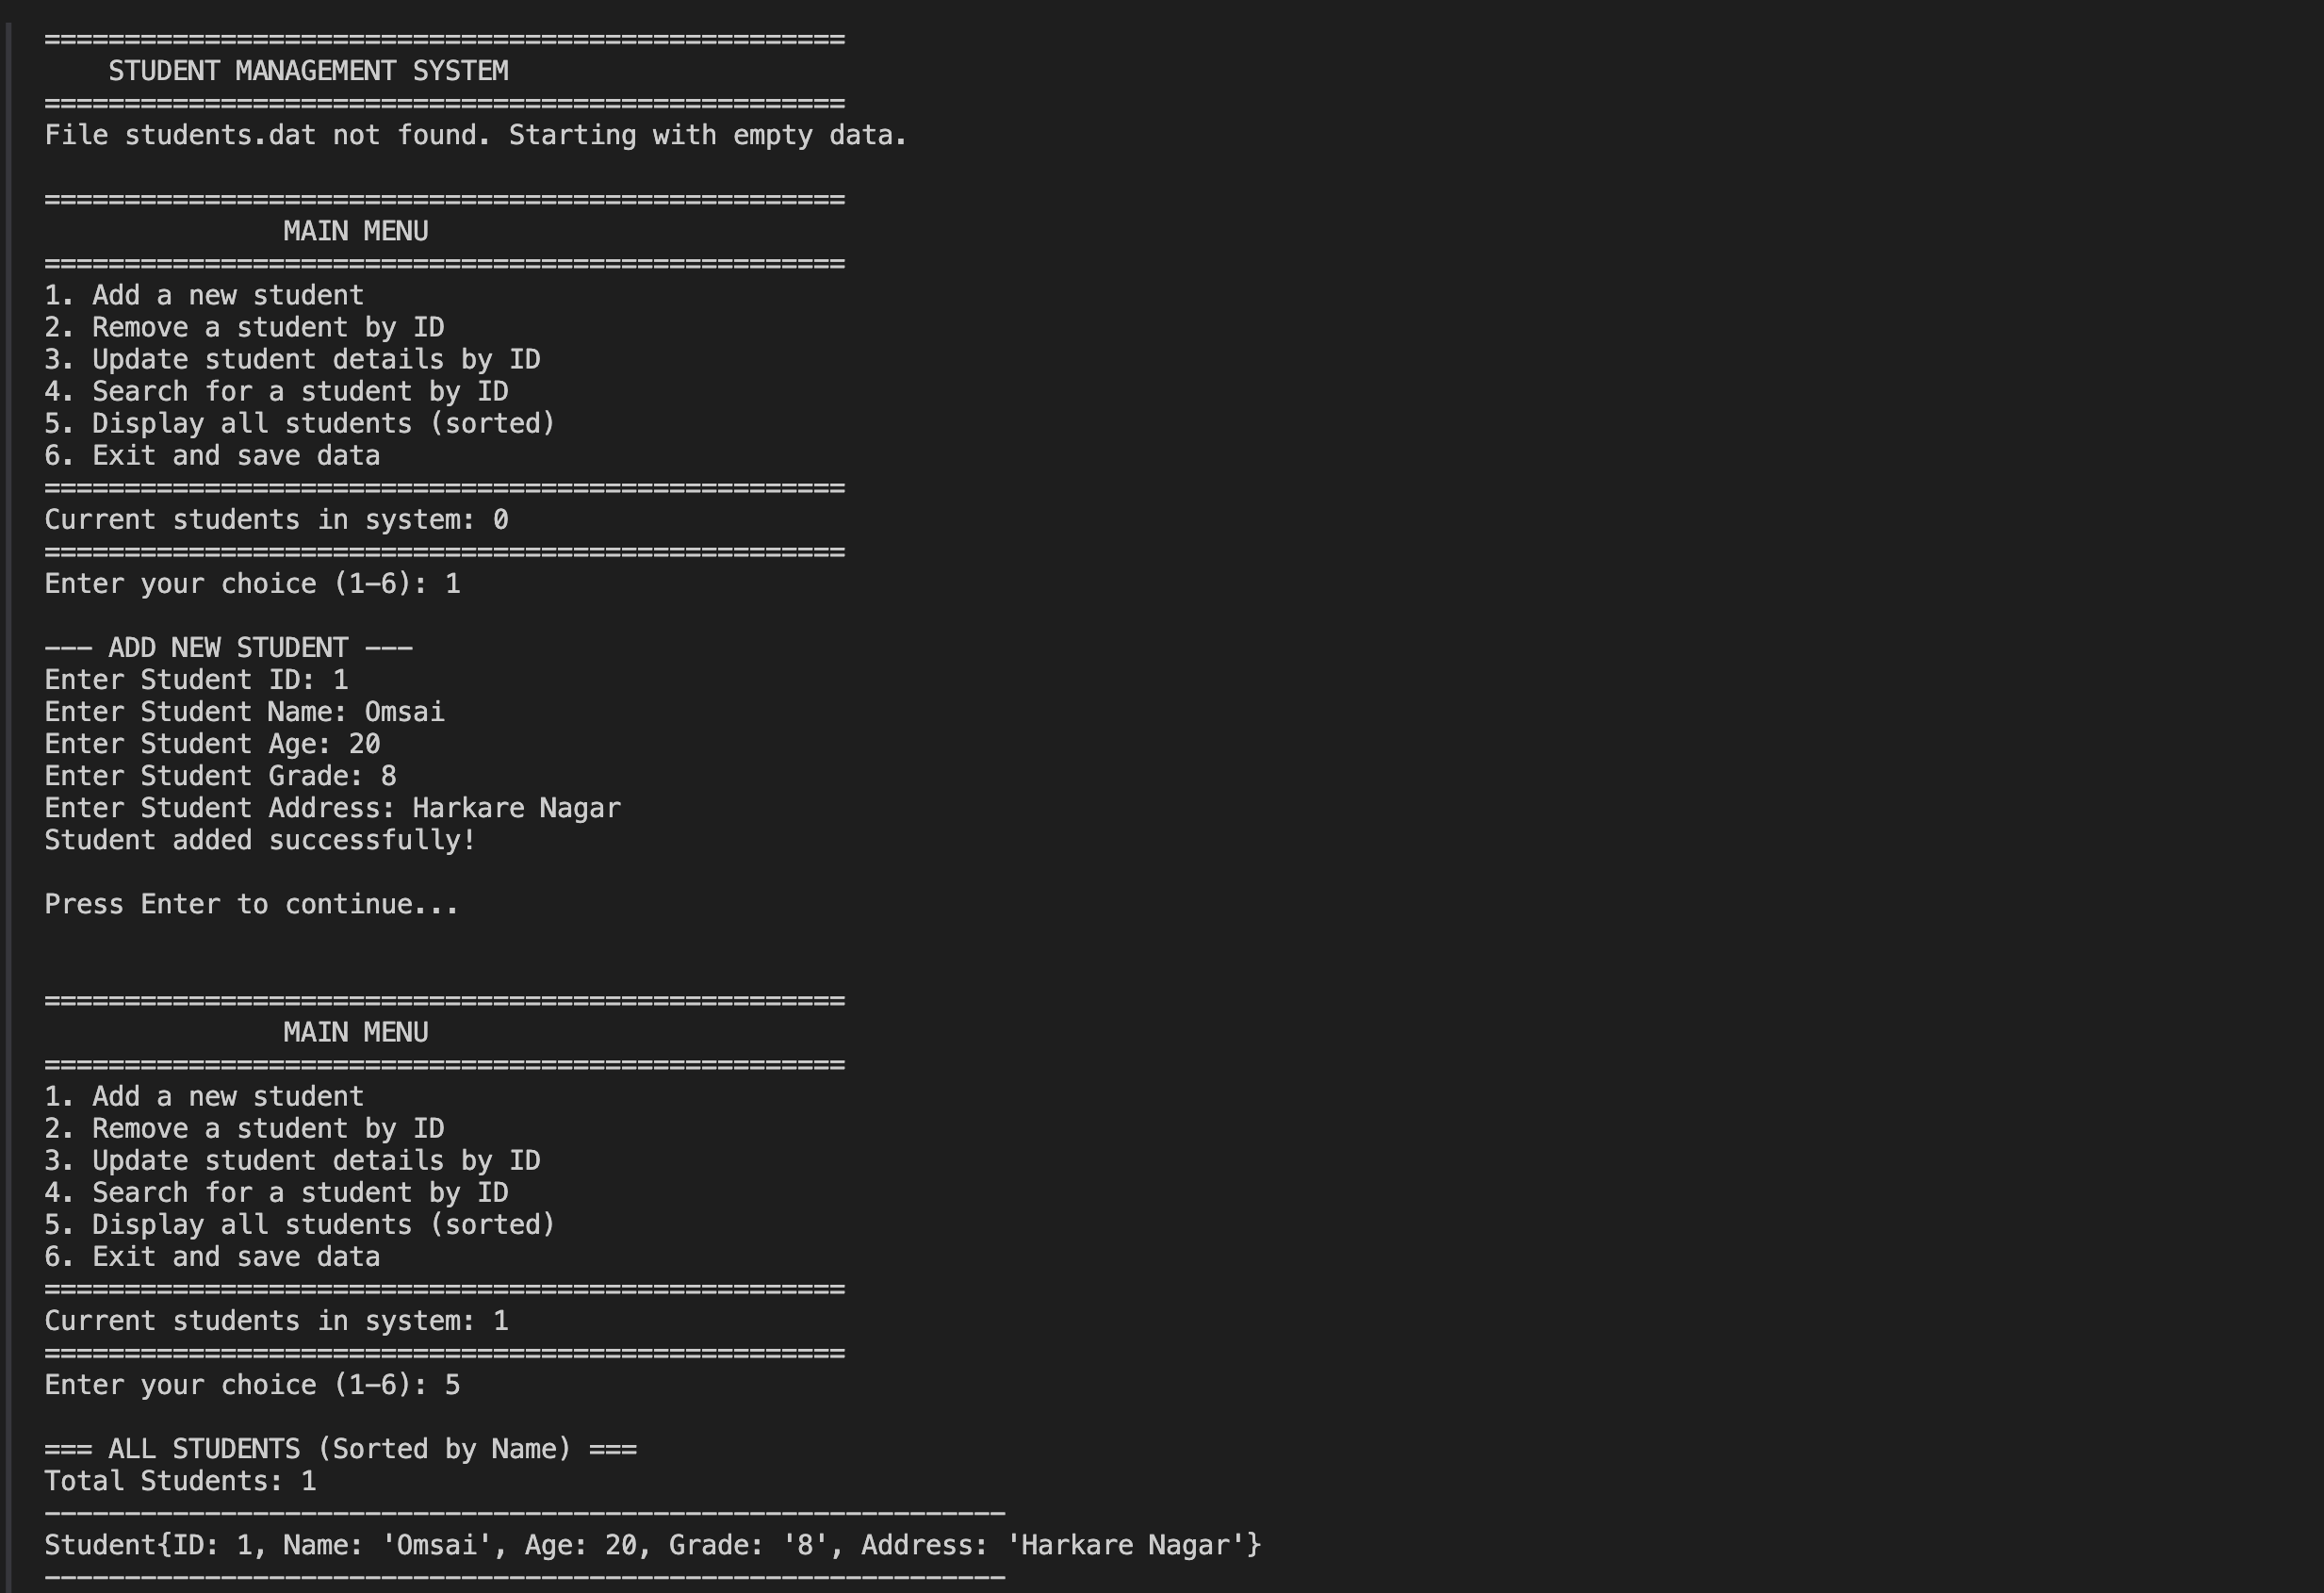 ==================================================
    STUDENT MANAGEMENT SYSTEM
==================================================
File students.dat not found. Starting with empty data.

==================================================
               MAIN MENU
==================================================
1. Add a new student
2. Remove a student by ID
3. Update student details by ID
4. Search for a student by ID
5. Display all students (sorted)
6. Exit and save data
==================================================
Current students in system: 0
==================================================
Enter your choice (1-6): 1

--- ADD NEW STUDENT ---
Enter Student ID: 1
Enter Student Name: Omsai
Enter Student Age: 20
Enter Student Grade: 8
Enter Student Address: Harkare Nagar
Student added successfully!

Press Enter to continue...

==================================================
               MAIN MENU
==================================================
1. Add a new student
2. Remove a student by ID
3. Update student details by ID
4. Search for a student by ID
5. Display all students (sorted)
6. Exit and save data
==================================================
Current students in system: 1
==================================================
Enter your choice (1-6): 5

=== ALL STUDENTS (Sorted by Name) ===
Total Students: 1
------------------------------------------------------------
Student{ID: 1, Name: 'Omsai', Age: 20, Grade: '8', Address: 'Harkare Nagar'}
------------------------------------------------------------